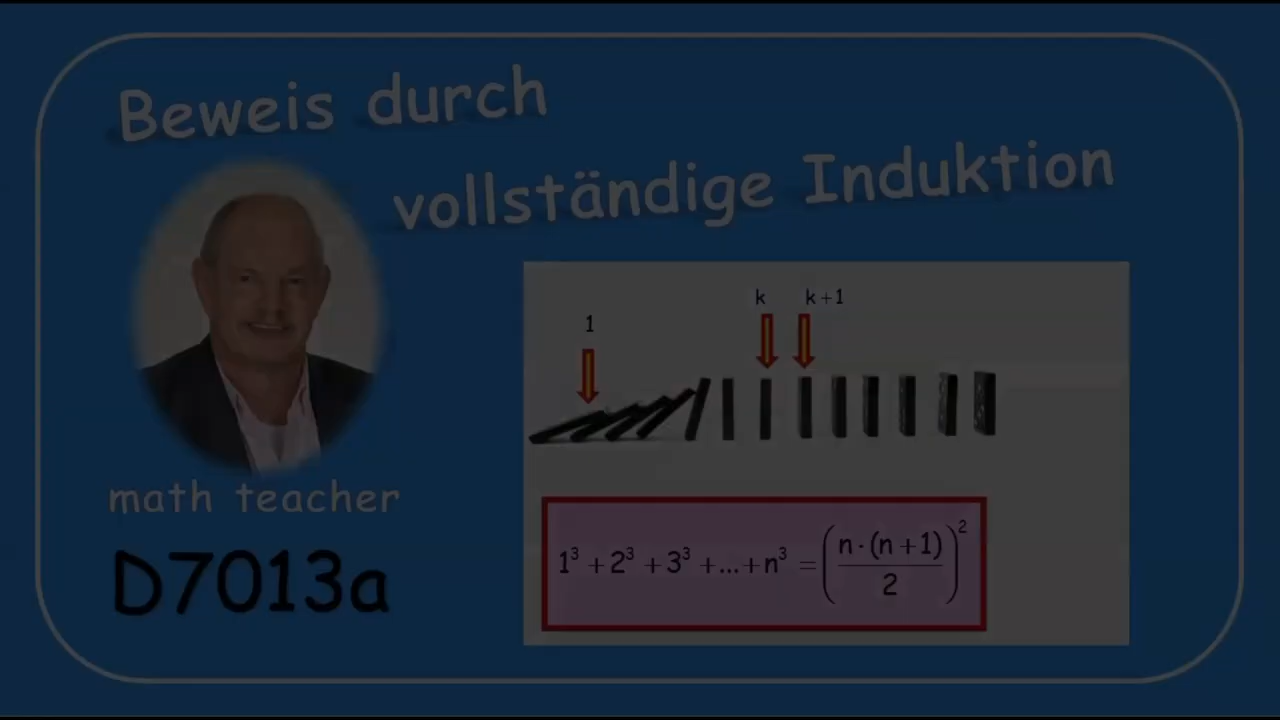 Beweis durch
vollständige Induktion
k k+1
1
math teacher
D7013a
1³ + 2³ + 3³ + ... + n³ = (n · (n + 1) / 2)²